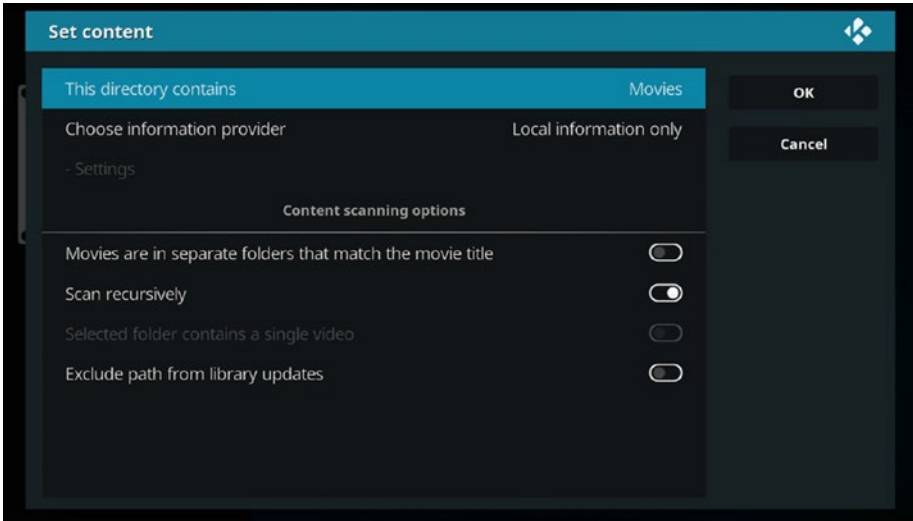 Set content
This directory contains Movies
OK
Choose information provider Local information only
Cancel
- Settings
Content scanning options
Movies are in separate folders that match the movie title
Scan recursively
Selected folder contains a single video
Exclude path from library updates